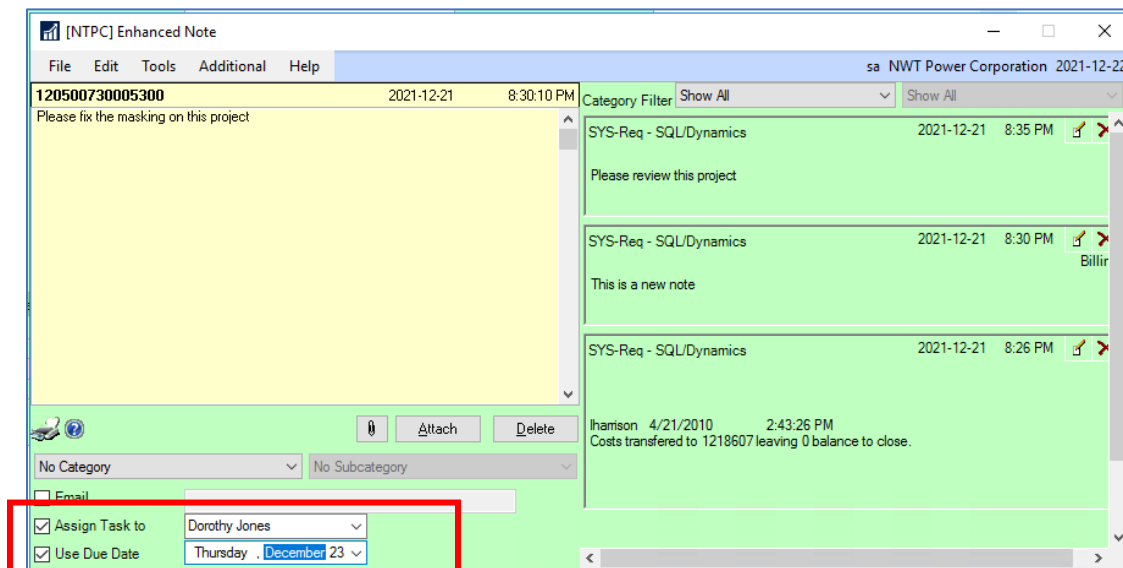 [NTPC] Enhanced Note
File Edit Tools Additional Help
sa NWT Power Corporation 2021-12-22
120500730005300 2021-12-21 8:30:10 PM
Please fix the masking on this project
Attach Delete
No Category No Subcategory
Email
Assign Task to Dorothy Jones
Use Due Date Thursday , December 23
Category Filter Show All Show All
SYS-Req - SQL/Dynamics 2021-12-21 8:35 PM
Please review this project
SYS-Req - SQL/Dynamics 2021-12-21 8:30 PM
Billin
This is a new note
SYS-Req - SQL/Dynamics 2021-12-21 8:26 PM
lharrison 4/21/2010 2:43:26 PM
Costs transfered to 1218607 leaving 0 balance to close.